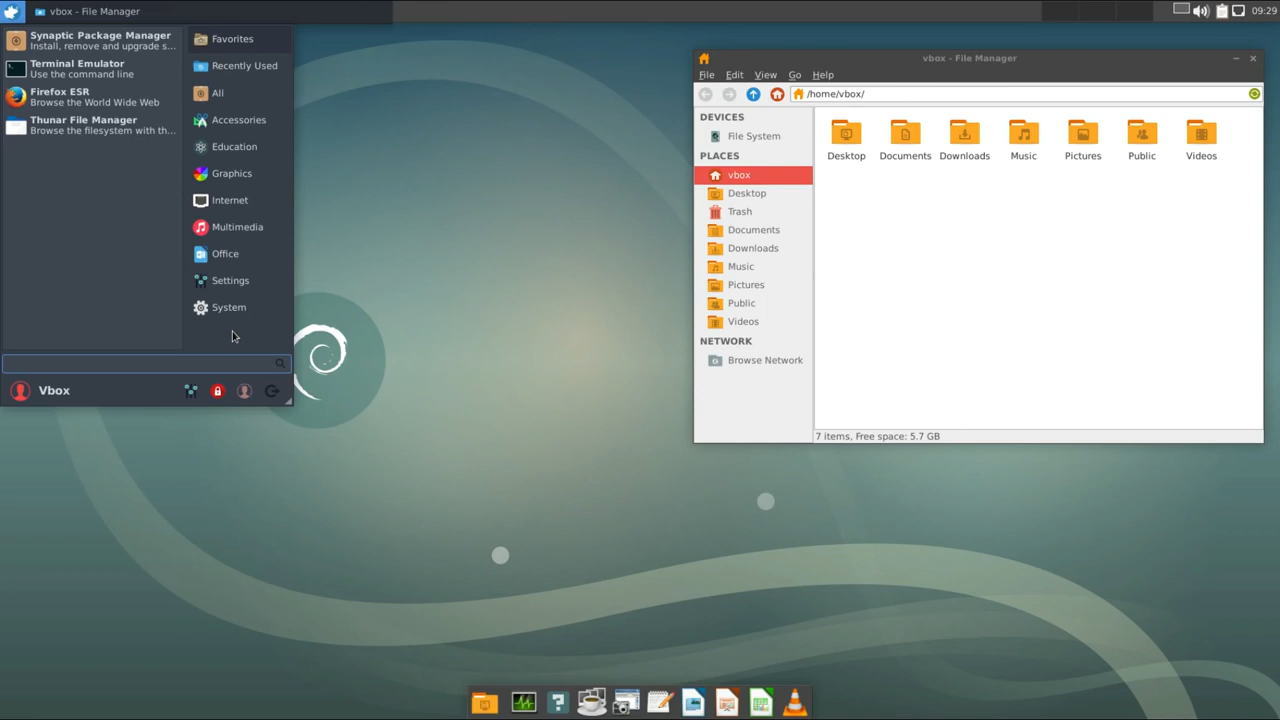 vbox - File Manager
09:29
Synaptic Package Manager
Install, remove and upgrade s...
Terminal Emulator
Use the command line
Firefox ESR
Browse the World Wide Web
Thunar File Manager
Browse the filesystem with th...
Favorites
Recently Used
All
Accessories
Education
Graphics
Internet
Multimedia
Office
Settings
System
Vbox
vbox - File Manager
File Edit View Go Help
/home/vbox/
DEVICES
File System
PLACES
vbox
Desktop
Trash
Documents
Downloads
Music
Pictures
Public
Videos
NETWORK
Browse Network
Desktop Documents Downloads Music Pictures Public Videos
7 items, Free space: 5.7 GB